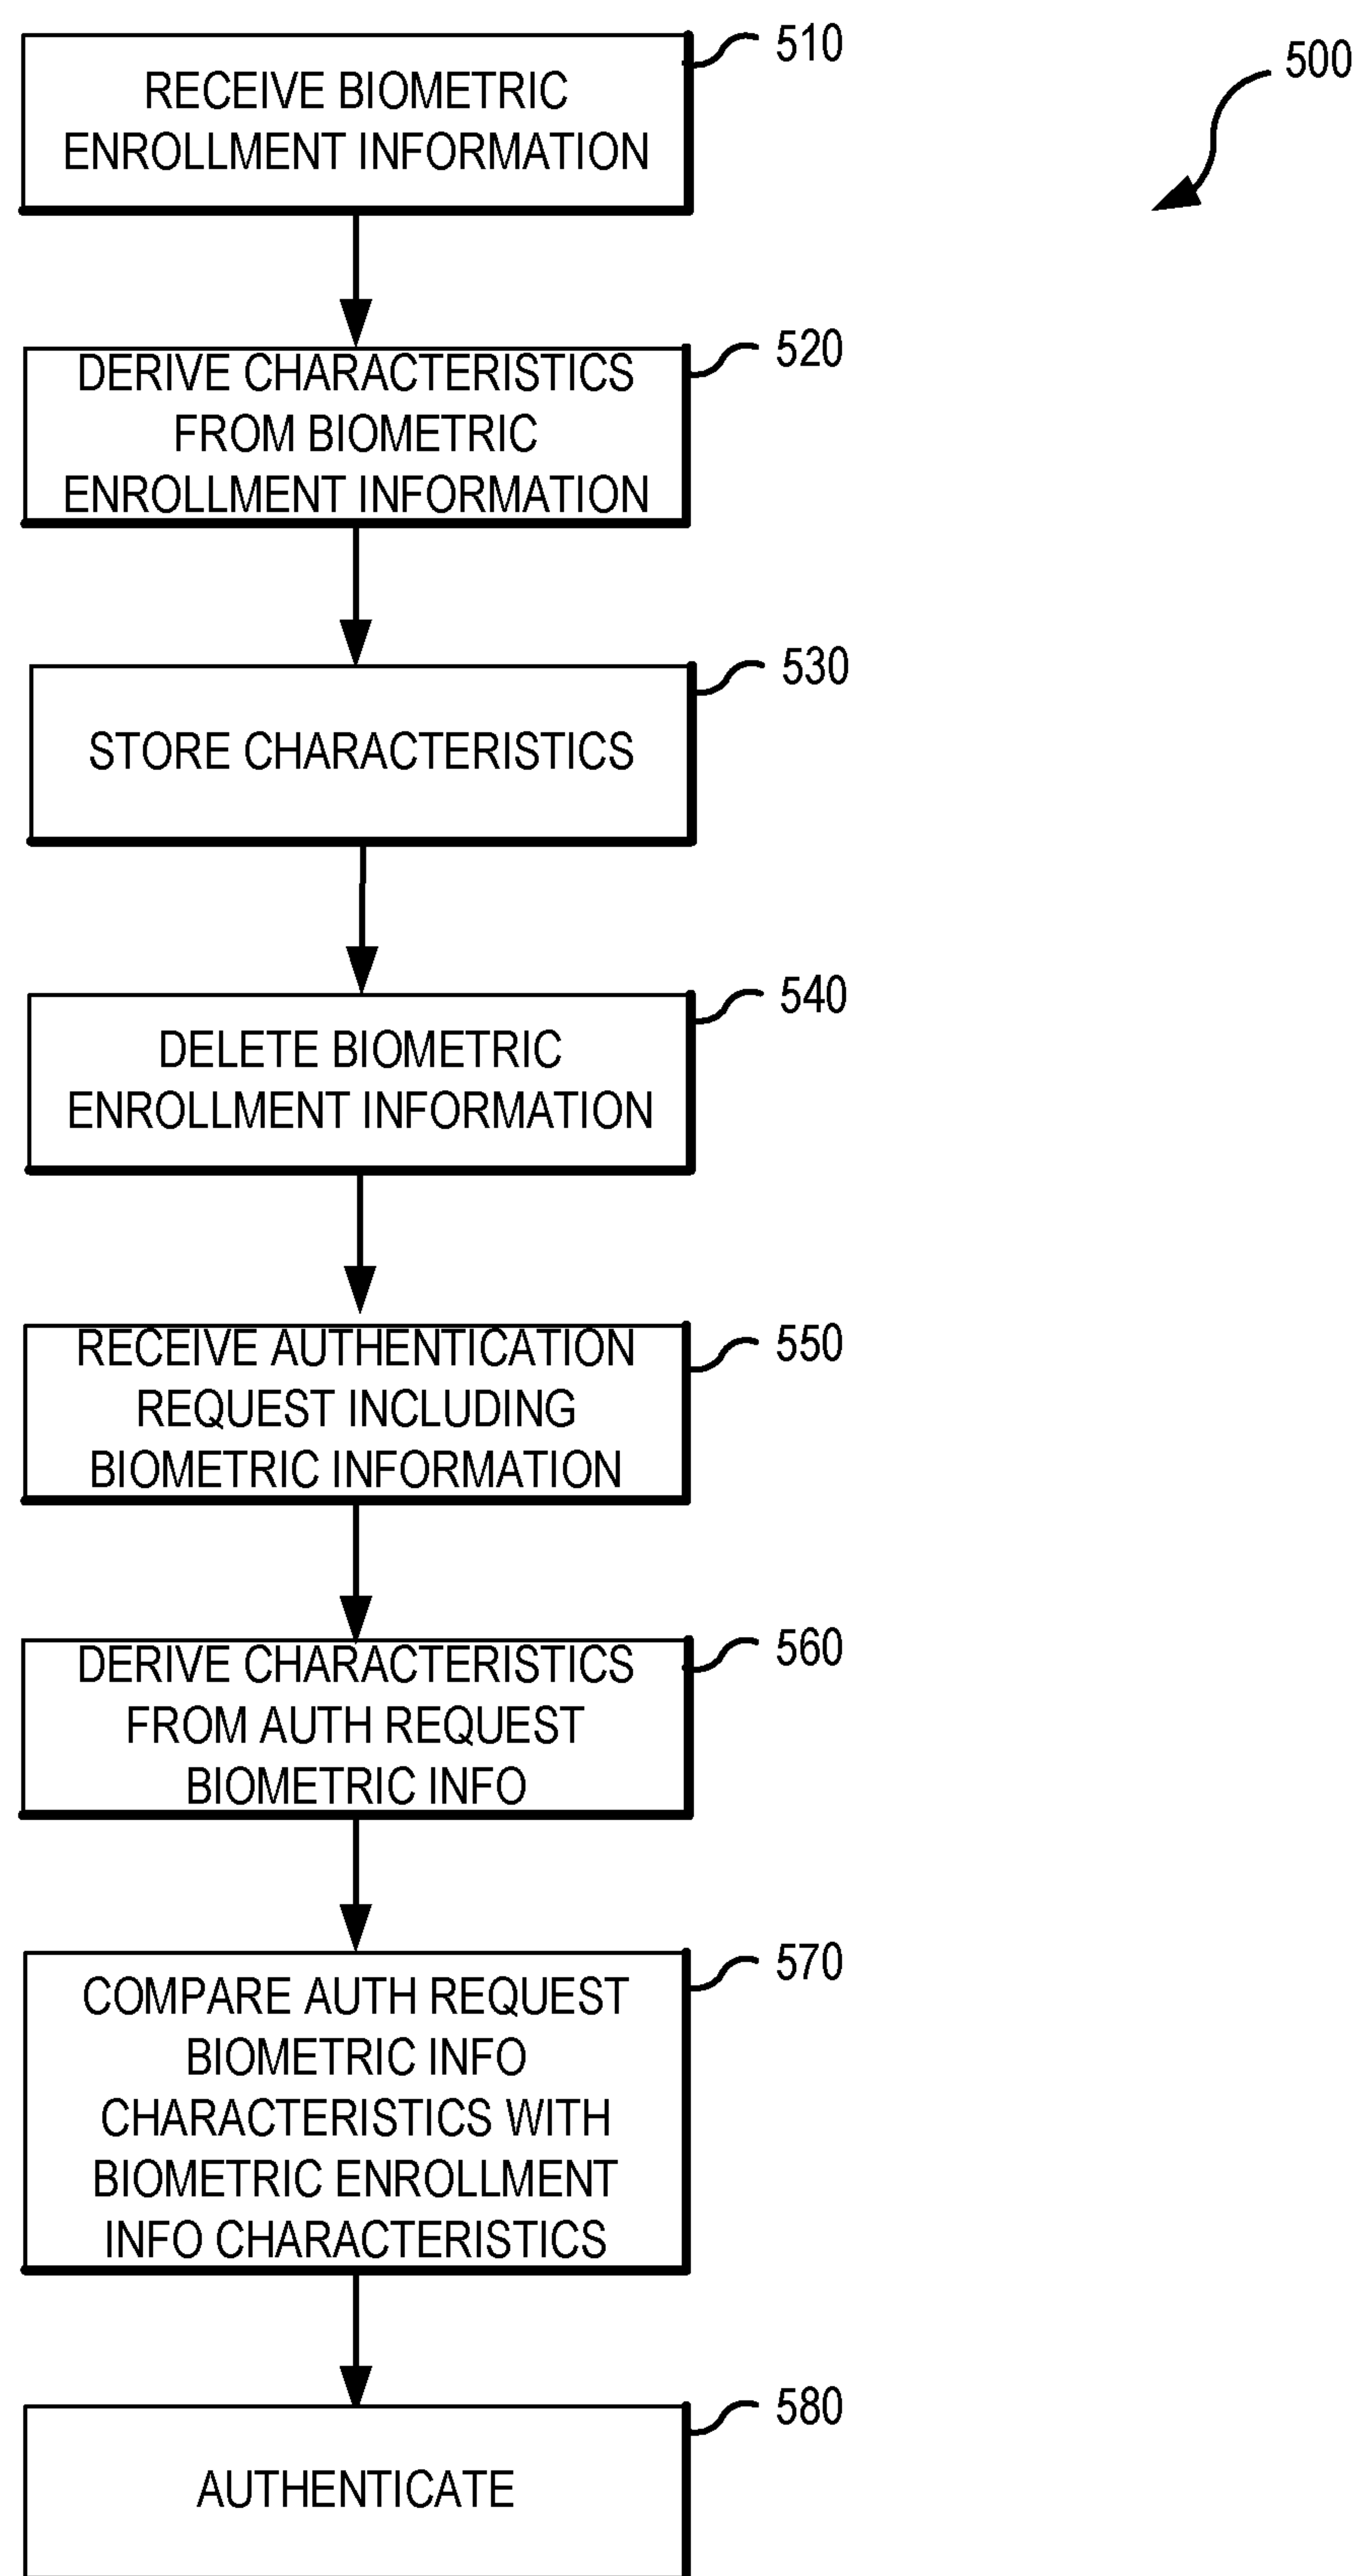 510
500
RECEIVE BIOMETRIC
ENROLLMENT INFORMATION
520
DERIVE CHARACTERISTICS
FROM BIOMETRIC
ENROLLMENT INFORMATION
530
STORE CHARACTERISTICS
540
DELETE BIOMETRIC
ENROLLMENT INFORMATION
550
RECEIVE AUTHENTICATION
REQUEST INCLUDING
BIOMETRIC INFORMATION
560
DERIVE CHARACTERISTICS
FROM AUTH REQUEST
BIOMETRIC INFO
570
COMPARE AUTH REQUEST
BIOMETRIC INFO
CHARACTERISTICS WITH
BIOMETRIC ENROLLMENT
INFO CHARACTERISTICS
580
AUTHENTICATE